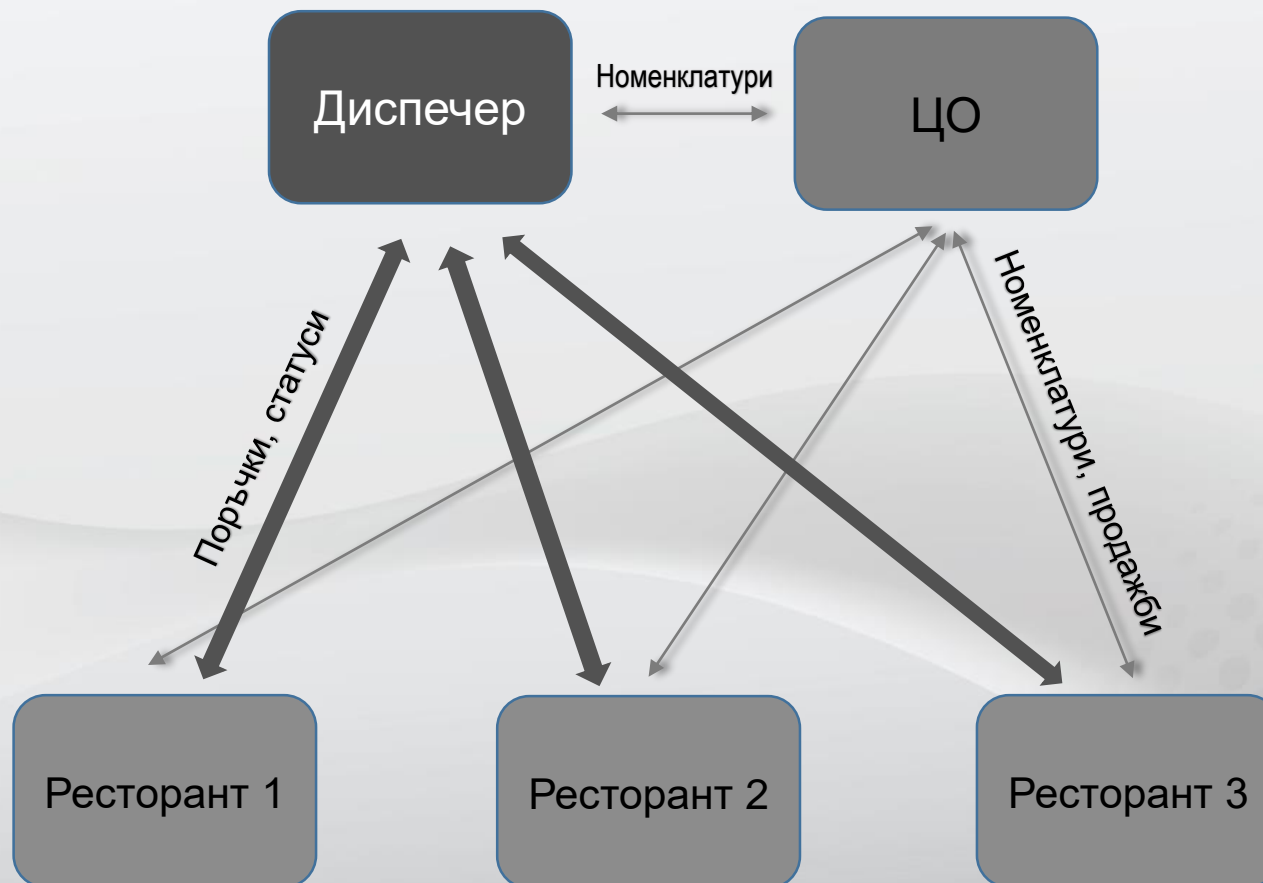 Диспечер
Номенклатури
ЦО
Поръчки, статуси
Номенклатури, продажби
Ресторант 1
Ресторант 2
Ресторант 3